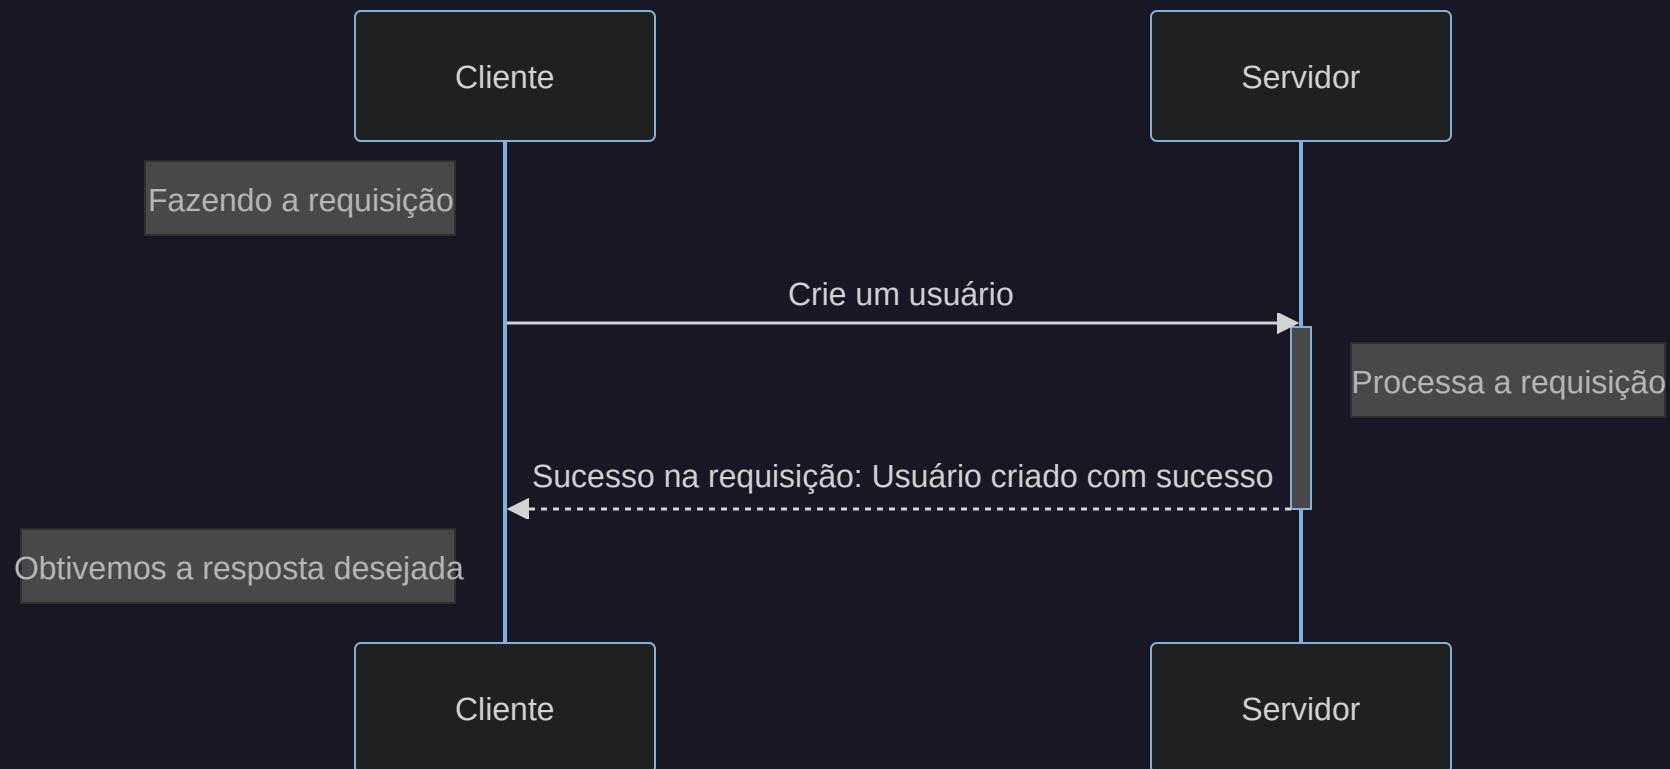 Cliente
Servidor
Fazendo a requisição
Crie um usuário
Processa a requisição
Sucesso na requisição: Usuário criado com sucesso
Obtivemos a resposta desejada
Cliente
Servidor